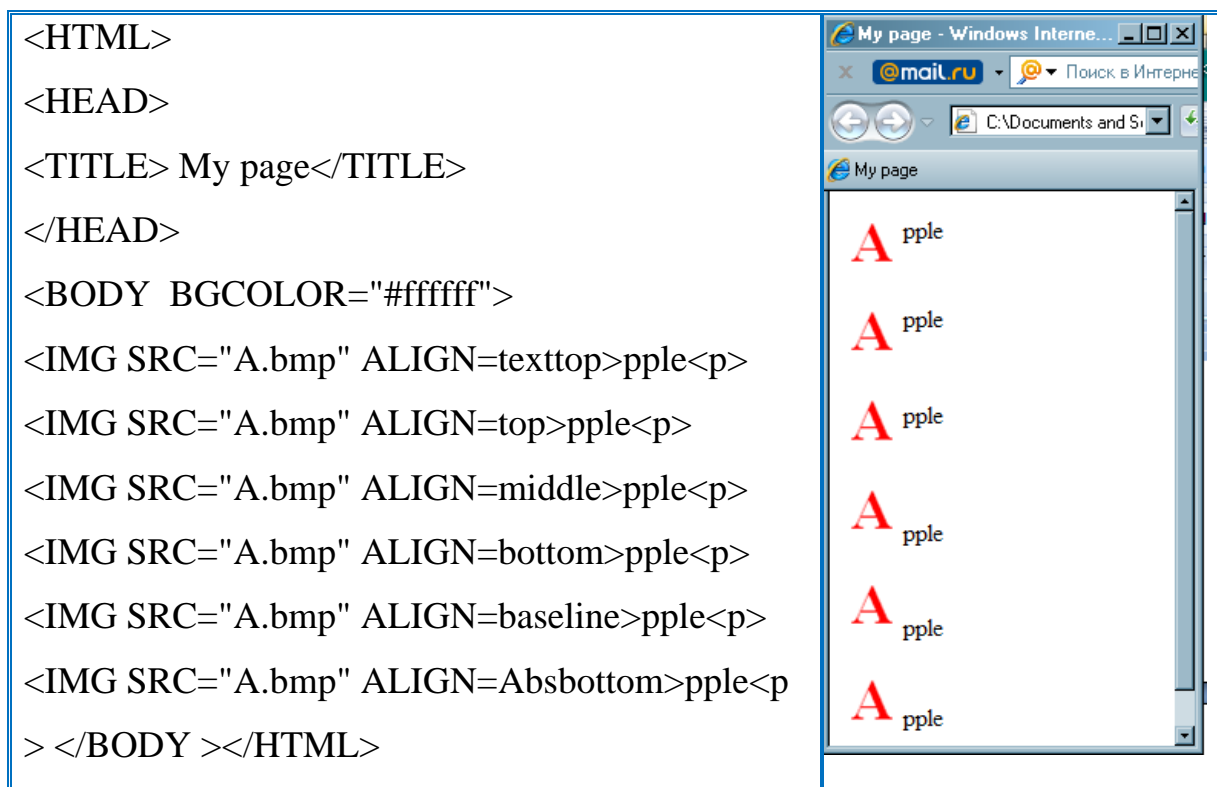 <HTML>
<HEAD>
<TITLE> My page</TITLE>
</HEAD>
<BODY  BGCOLOR="#ffffff">
<IMG SRC="A.bmp" ALIGN=texttop>pple<p>
<IMG SRC="A.bmp" ALIGN=top>pple<p>
<IMG SRC="A.bmp" ALIGN=middle>pple<p>
<IMG SRC="A.bmp" ALIGN=bottom>pple<p>
<IMG SRC="A.bmp" ALIGN=baseline>pple<p>
<IMG SRC="A.bmp" ALIGN=Absbottom>pple<p
> </BODY ></HTML>
My page - Windows Interne...
@mail.ru Поиск в Интерне
C:\Documents and S
My page
A pple
A pple
A pple
A pple
A pple
A pple